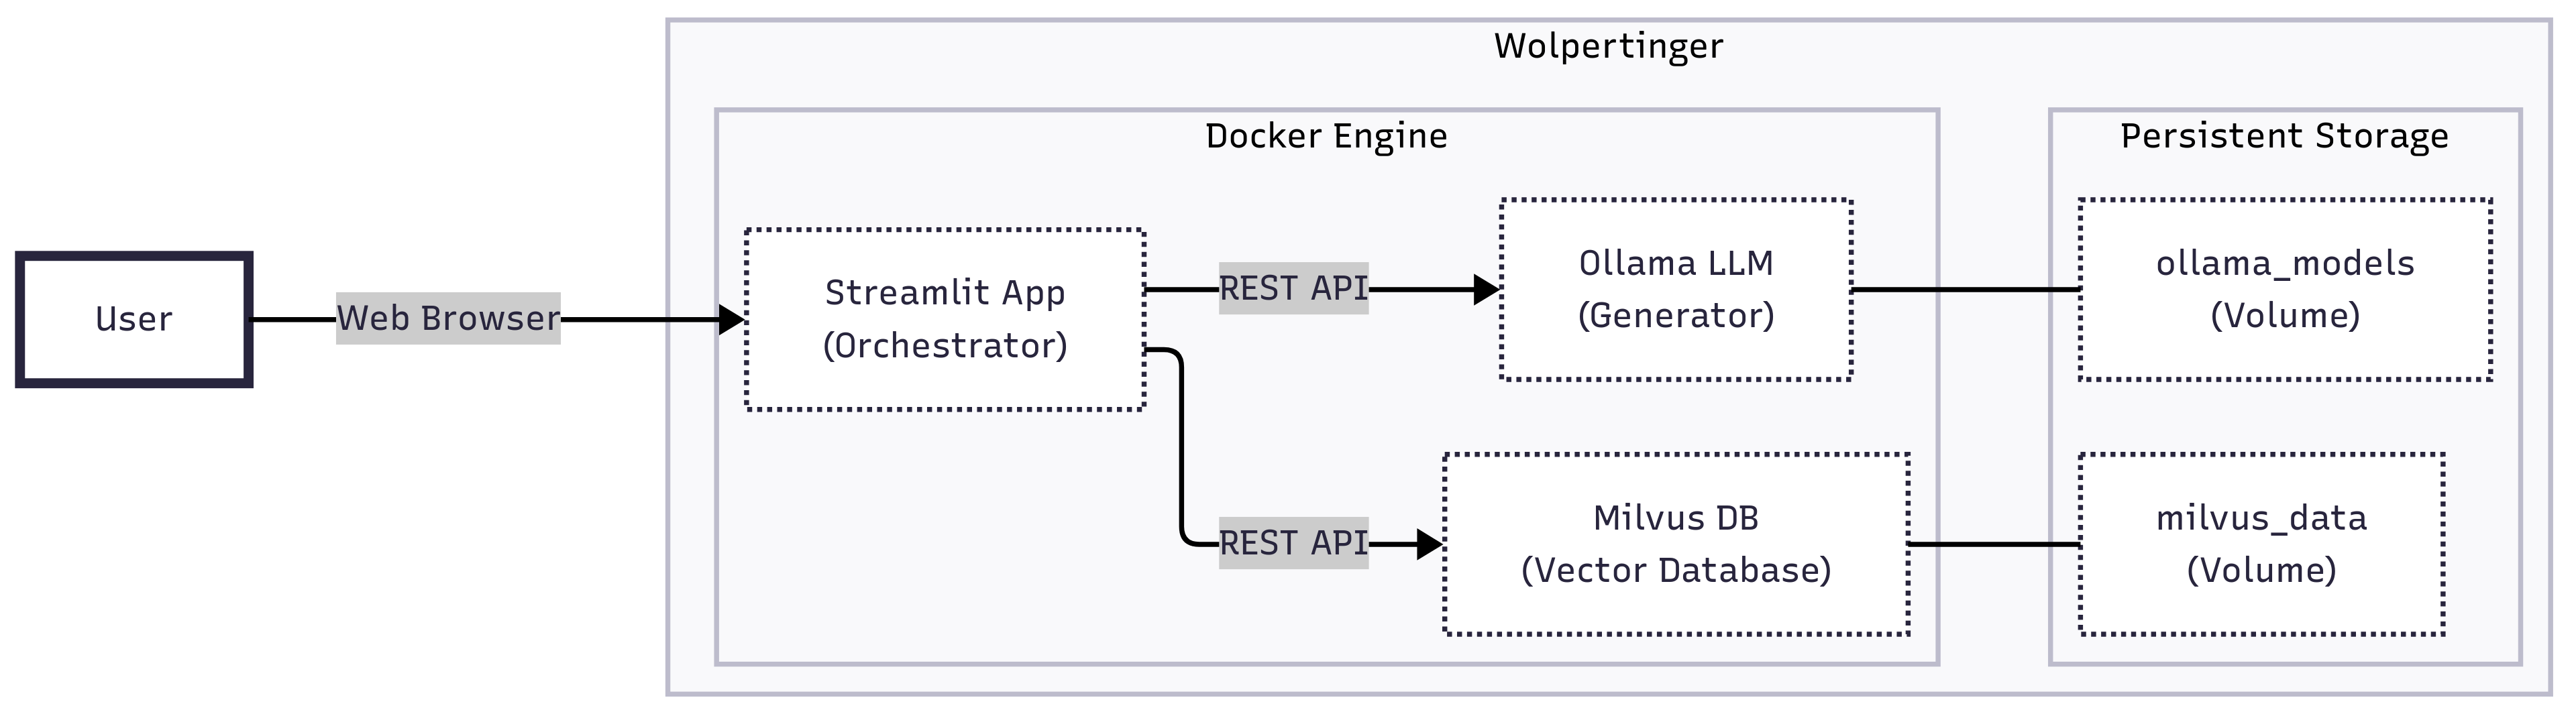 Wolpertinger
Docker Engine
Persistent Storage
User
Web Browser
Streamlit App
(Orchestrator)
REST API
Ollama LLM
(Generator)
ollama_models
(Volume)
REST API
Milvus DB
(Vector Database)
milvus_data
(Volume)